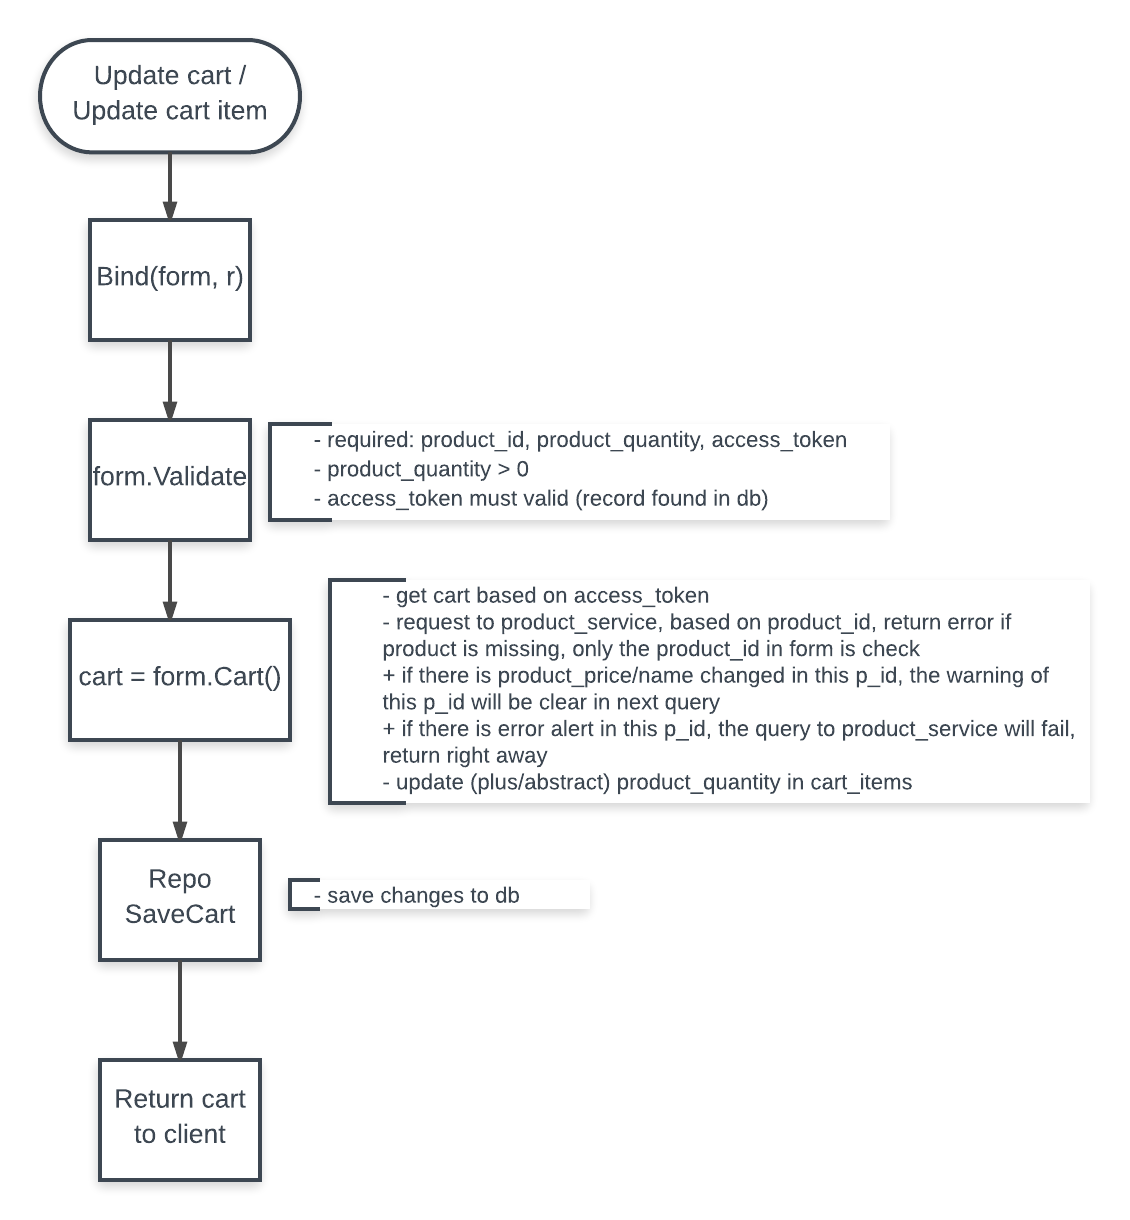 Update cart /
Update cart item
Bind(form, r)
form.Validate
- required: product_id, product_quantity, access_token
- product_quantity > 0
- access_token must valid (record found in db)
cart = form.Cart()
- get cart based on access_token
- request to product_service, based on product_id, return error if
product is missing, only the product_id in form is check
+ if there is product_price/name changed in this p_id, the warning of
this p_id will be clear in next query
+ if there is error alert in this p_id, the query to product_service will fail,
return right away
- update (plus/abstract) product_quantity in cart_items
Repo
SaveCart
- save changes to db
Return cart
to client